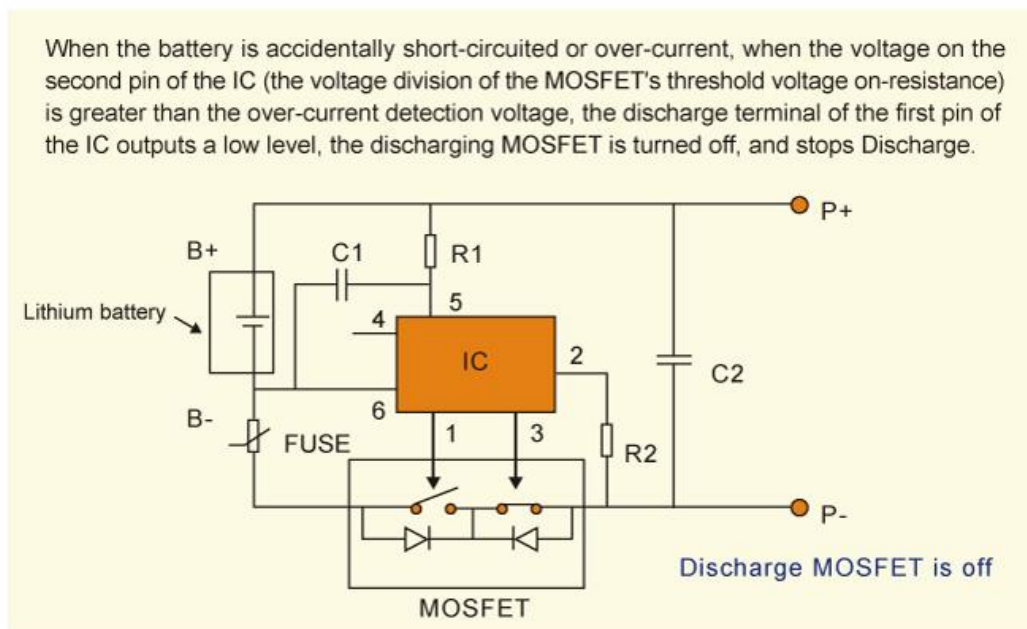 When the battery is accidentally short-circuited or over-current, when the voltage on the
second pin of the IC (the voltage division of the MOSFET's threshold voltage on-resistance)
is greater than the over-current detection voltage, the discharge terminal of the first pin of
the IC outputs a low level, the discharging MOSFET is turned off, and stops Discharge.
P+
B+
C1
R1
5
Lithium battery
4
IC
2
C2
6
B-
1
3
FUSE
R2
P-
Discharge MOSFET is off
MOSFET